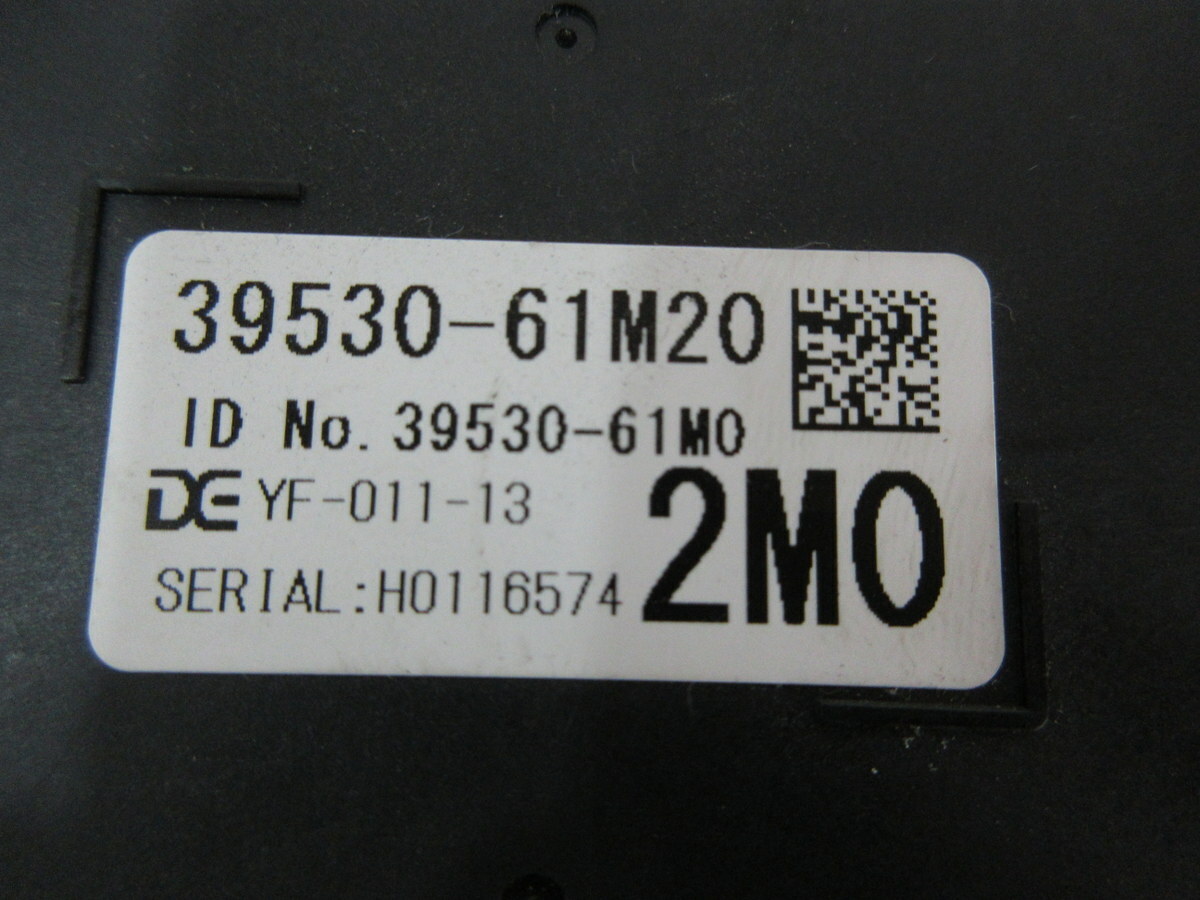 39530-61M20
ID No. 39530-61M0
DE YF-011-13
SERIAL:H0116574
2M0